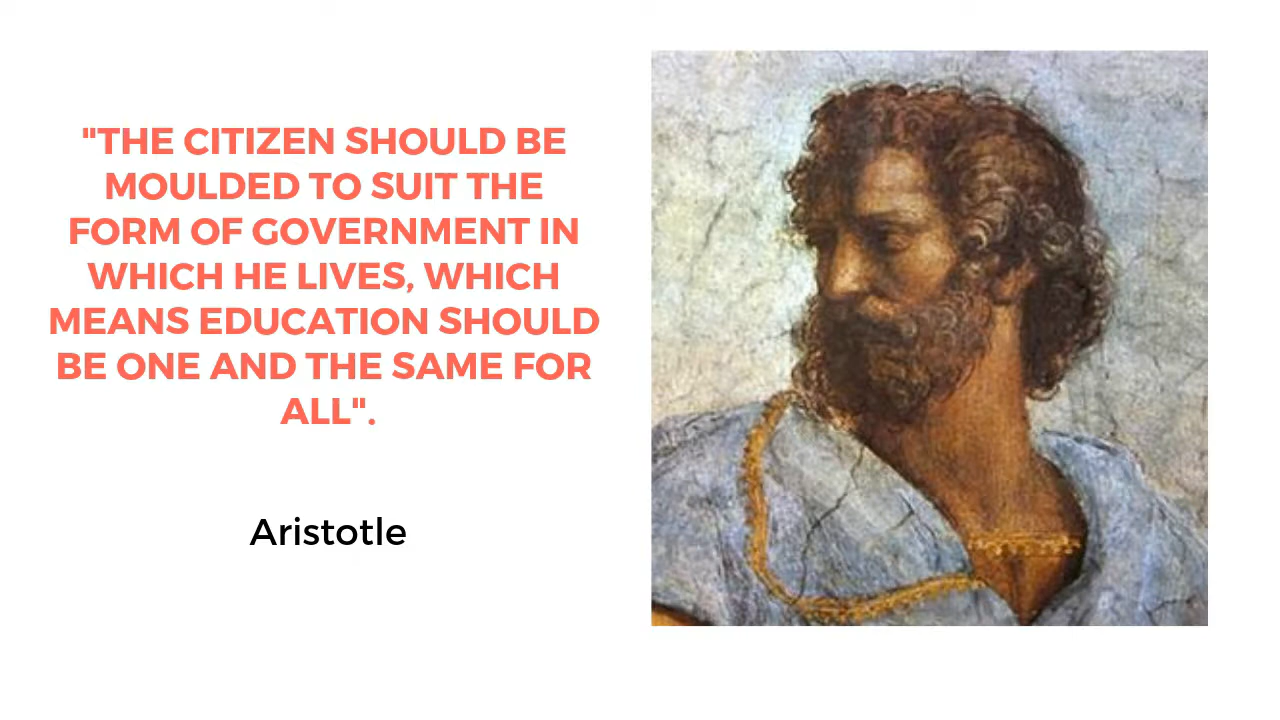 "THE CITIZEN SHOULD BE
MOULDED TO SUIT THE
FORM OF GOVERNMENT IN
WHICH HE LIVES, WHICH
MEANS EDUCATION SHOULD
BE ONE AND THE SAME FOR
ALL".
Aristotle